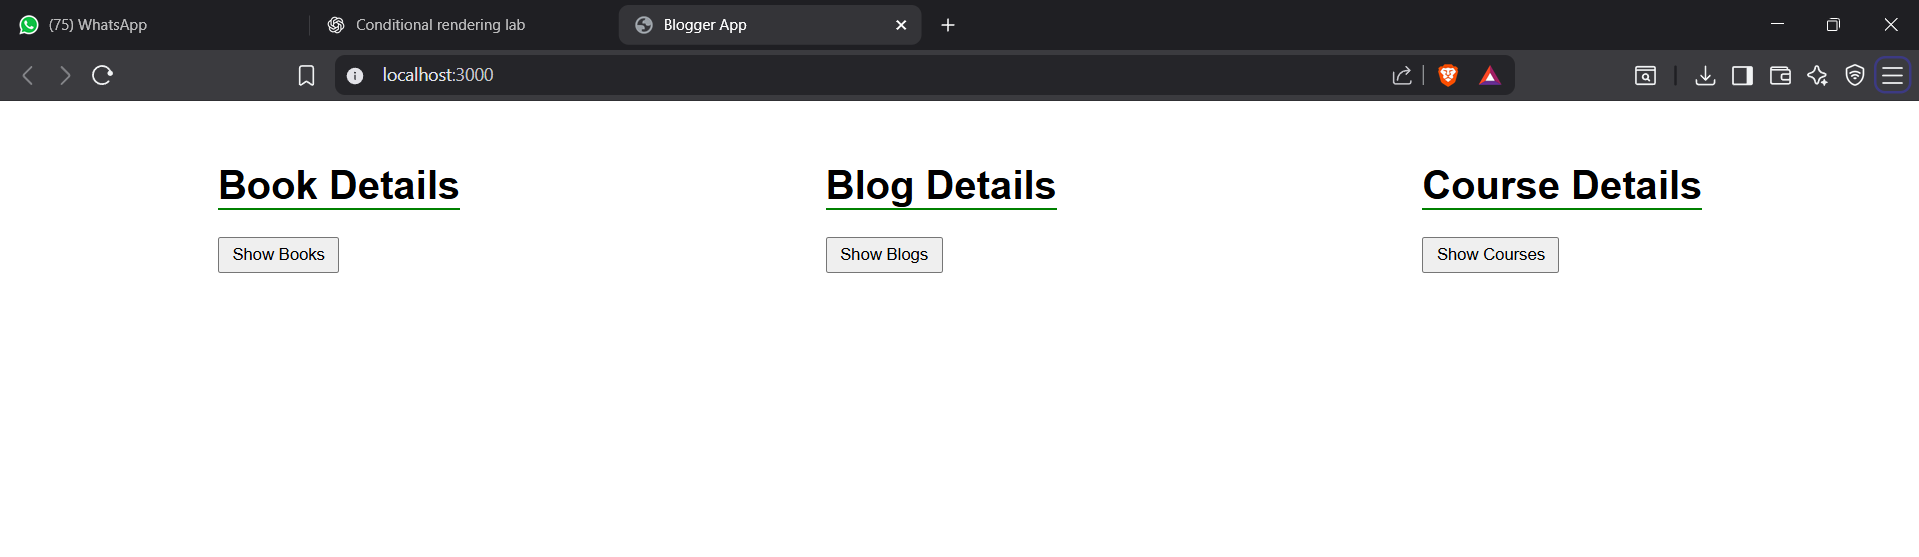 (75) WhatsApp
Conditional rendering lab
Blogger App
localhost:3000
Book Details
Blog Details
Course Details
Show Books
Show Blogs
Show Courses